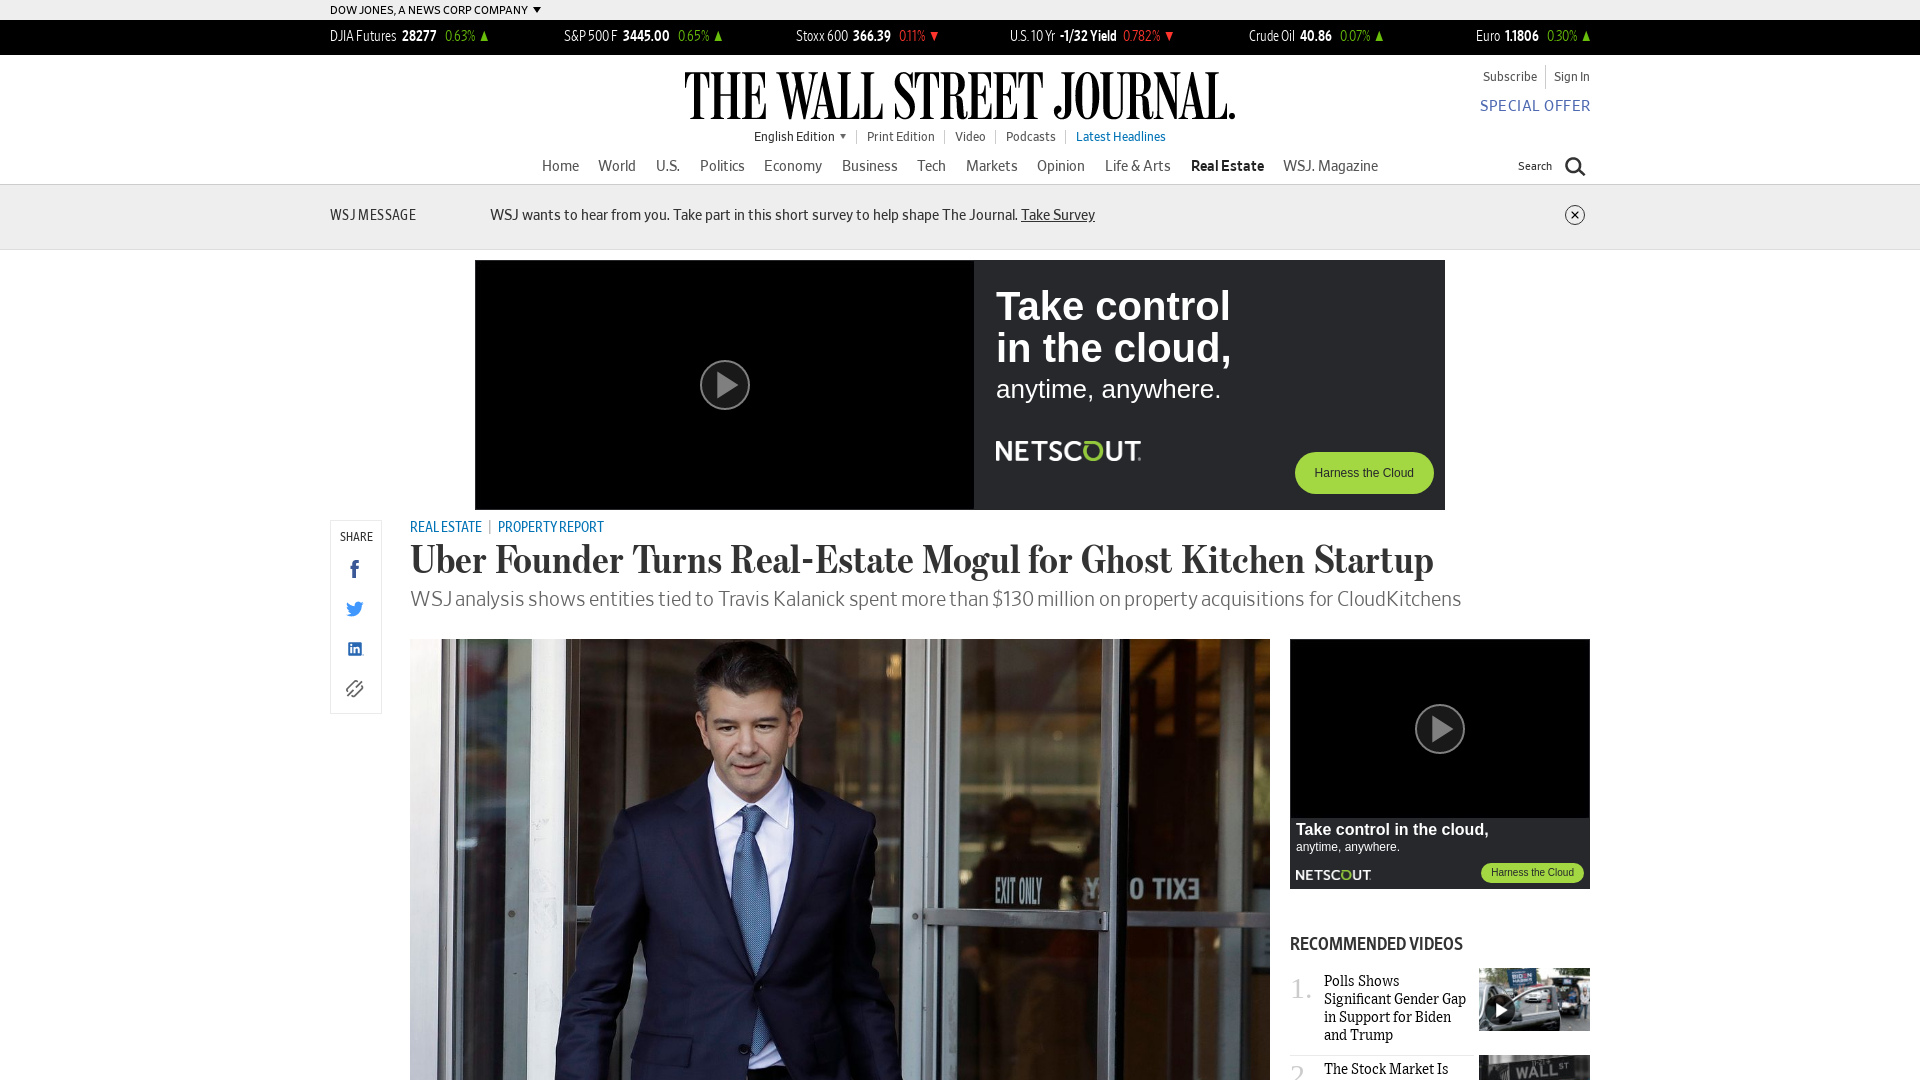 DOW JONES, A NEWS CORP COMPANY
DJIA Futures 28277 0.63% S&P 500 F 3445.00 0.65% Stoxx 600 366.39 0.11% U.S. 10 Yr -1/32 Yield 0.782% Crude Oil 40.86 0.07% Euro 1.1806 0.30%
THE WALL STREET JOURNAL.
Subscribe Sign In
SPECIAL OFFER
English Edition Print Edition Video Podcasts Latest Headlines
Home World U.S. Politics Economy Business Tech Markets Opinion Life & Arts Real Estate WSJ. Magazine Search
WSJ MESSAGE WSJ wants to hear from you. Take part in this short survey to help shape The Journal. Take Survey
Take control
in the cloud,
anytime, anywhere.
NETSCOUT.
Harness the Cloud
REAL ESTATE | PROPERTY REPORT
Uber Founder Turns Real-Estate Mogul for Ghost Kitchen Startup
WSJ analysis shows entities tied to Travis Kalanick spent more than $130 million on property acquisitions for CloudKitchens
SHARE
EXIT ONLY
EXIT ONLY
Take control in the cloud,
anytime, anywhere.
NETSCOUT.
Harness the Cloud
RECOMMENDED VIDEOS
1. Polls Shows
Significant Gender Gap
in Support for Biden
and Trump
2. The Stock Market Is
WALL ST